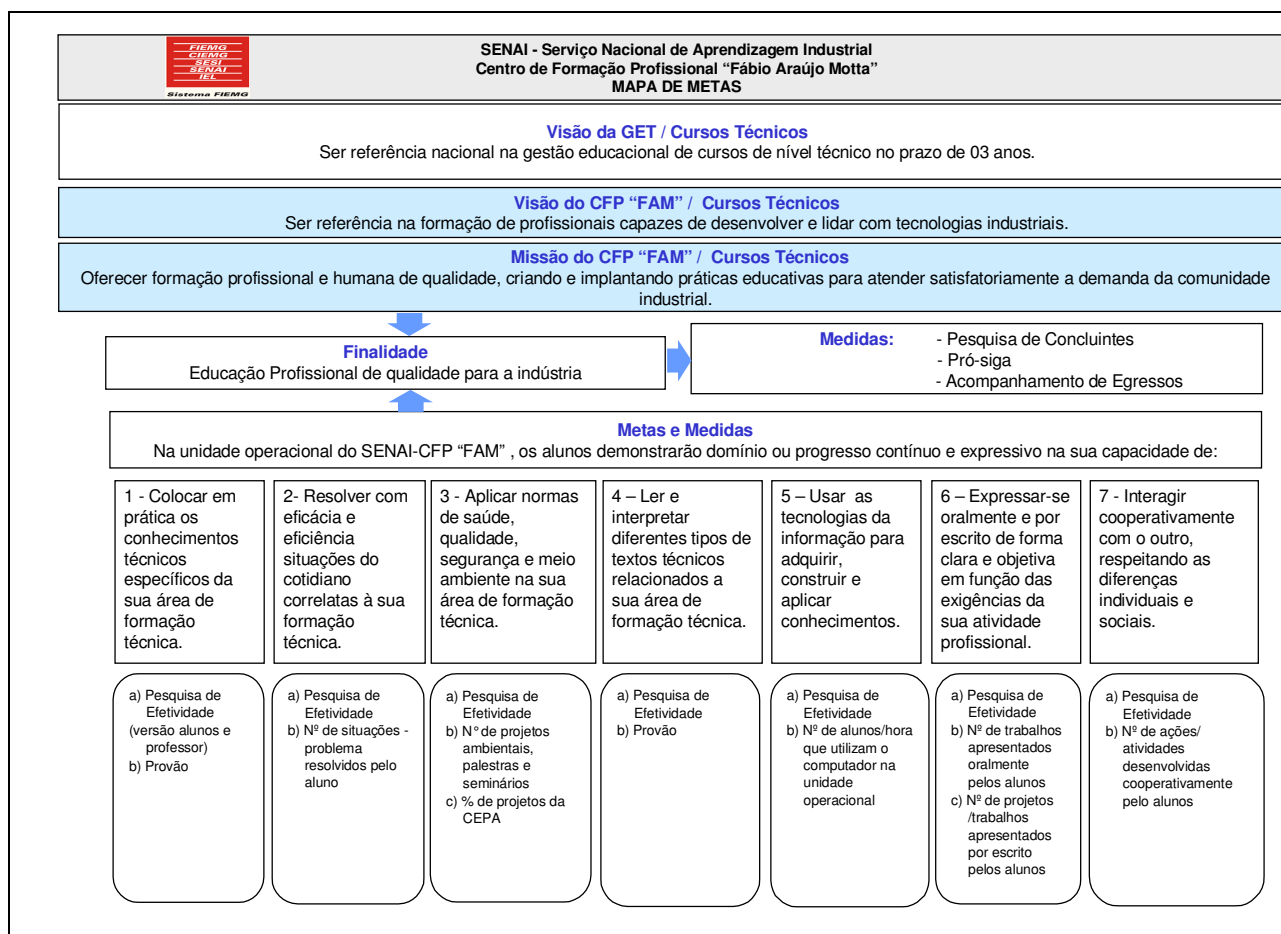 FIEMG
CIEMG
SESI
SENAI
IEL
Sistema FIEMG
SENAI - Serviço Nacional de Aprendizagem Industrial
Centro de Formação Profissional “Fábio Araújo Motta”
MAPA DE METAS
Visão da GET / Cursos Técnicos
Ser referência nacional na gestão educacional de cursos de nível técnico no prazo de 03 anos.
Visão do CFP “FAM” / Cursos Técnicos
Ser referência na formação de profissionais capazes de desenvolver e lidar com tecnologias industriais.
Missão do CFP “FAM” / Cursos Técnicos
Oferecer formação profissional e humana de qualidade, criando e implantando práticas educativas para atender satisfatoriamente a demanda da comunidade
industrial.
Finalidade
Educação Profissional de qualidade para a indústria
Medidas: - Pesquisa de Concluintes
- Pró-siga
- Acompanhamento de Egressos
Metas e Medidas
Na unidade operacional do SENAI-CFP “FAM” , os alunos demonstrarão domínio ou progresso contínuo e expressivo na sua capacidade de:
1 - Colocar em
prática os
conhecimentos
técnicos
específicos da
sua área de
formação
técnica.
2- Resolver com
eficácia e
eficiência
situações do
cotidiano
correlatas à sua
formação
técnica.
3 - Aplicar normas
de saúde,
qualidade,
segurança e meio
ambiente na sua
área de formação
técnica.
4 – Ler e
interpretar
diferentes tipos de
textos técnicos
relacionados a
sua área de
formação técnica.
5 – Usar as
tecnologias da
informação para
adquirir,
construir e
aplicar
conhecimentos.
6 – Expressar-se
oralmente e por
escrito de forma
clara e objetiva
em função das
exigências da
sua atividade
profissional.
7 - Interagir
cooperativamente
com o outro,
respeitando as
diferenças
individuais e
sociais.
a) Pesquisa de
Efetividade
(versão alunos e
professor)
b) Provão
a) Pesquisa de
Efetividade
b) Nº de situações -
problema
resolvidos pelo
aluno
a) Pesquisa de
Efetividade
b) N° de projetos
ambientais,
palestras e
seminários
c) % de projetos da
CEPA
a) Pesquisa de
Efetividade
b) Provão
a) Pesquisa de
Efetividade
b) Nº de alunos/hora
que utilizam o
computador na
unidade
operacional
a) Pesquisa de
Efetividade
b) Nº de trabalhos
apresentados
oralmente
pelos alunos
c) Nº de projetos
/trabalhos
apresentados
por escrito
pelos alunos
a) Pesquisa de
Efetividade
b) Nº de ações/
atividades
desenvolvidas
cooperativamente
pelo alunos